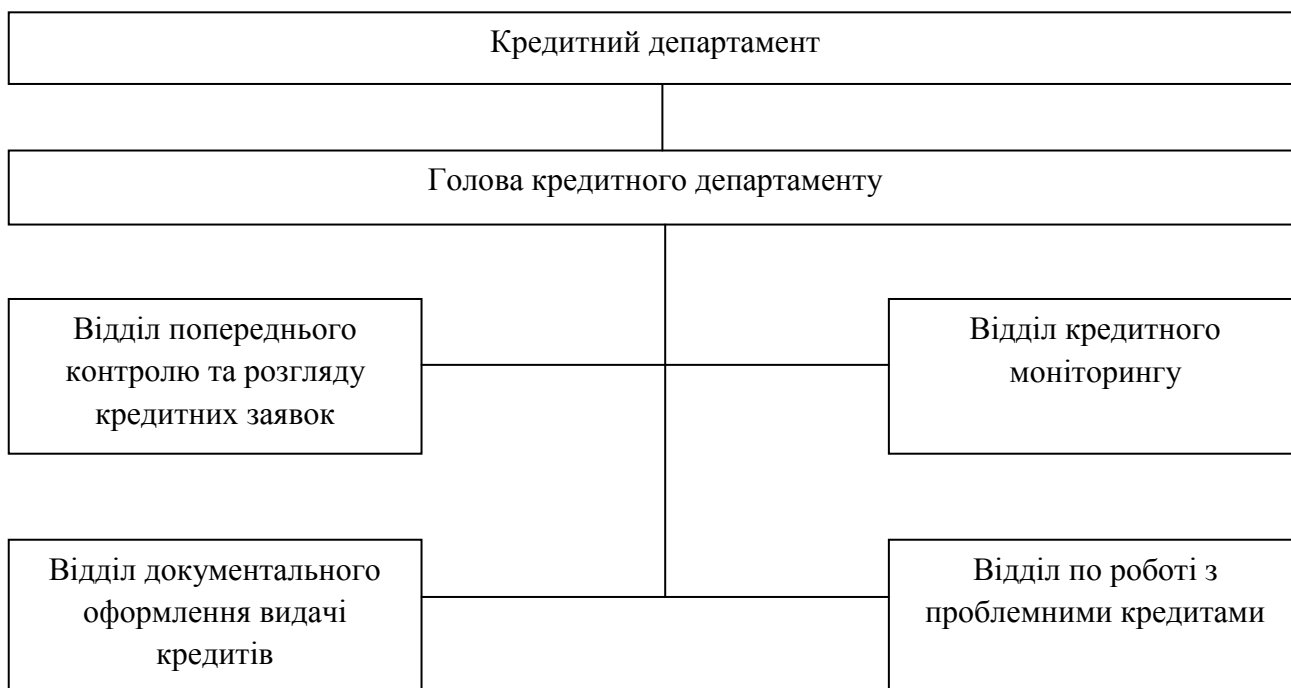 Кредитний департамент
Голова кредитного департаменту
Відділ попереднього
контролю та розгляду
кредитних заявок
Відділ кредитного
моніторингу
Відділ документального
оформлення видачі
кредитів
Відділ по роботі з
проблемними кредитами